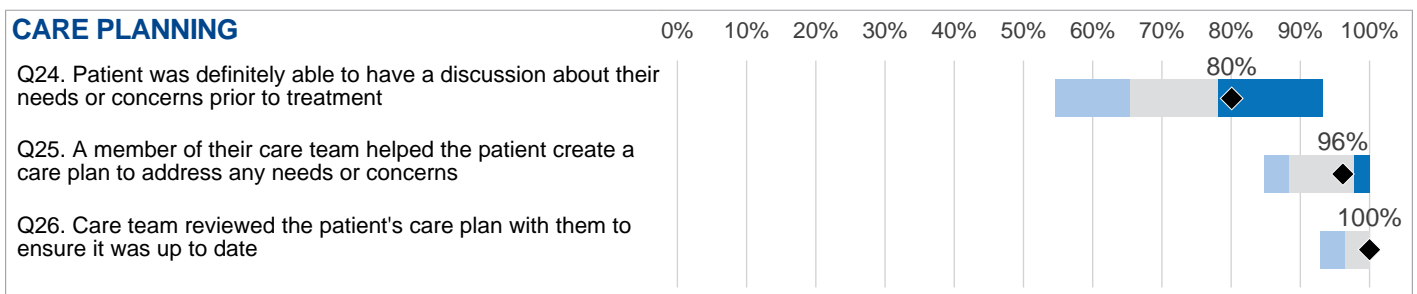 CARE PLANNING
0% 10% 20% 30% 40% 50% 60% 70% 80% 90% 100%
Q24. Patient was definitely able to have a discussion about their
needs or concerns prior to treatment
80%
Q25. A member of their care team helped the patient create a
care plan to address any needs or concerns
96%
Q26. Care team reviewed the patient's care plan with them to
ensure it was up to date
100%